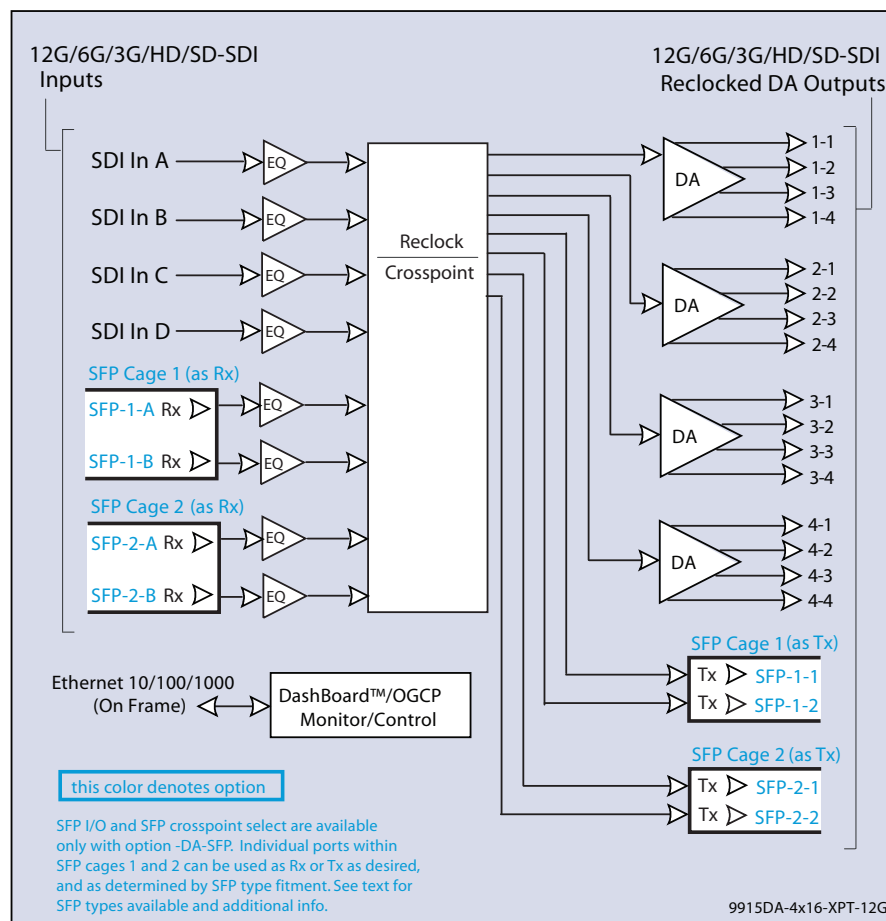 12G/6G/3G/HD/SD-SDI
Inputs
12G/6G/3G/HD/SD-SDI
Reclocked DA Outputs
SDI In A
EQ
SDI In B
EQ
SDI In C
EQ
SDI In D
EQ
SFP Cage 1 (as Rx)
SFP-1-A Rx
EQ
SFP-1-B Rx
EQ
SFP Cage 2 (as Rx)
SFP-2-A Rx
EQ
SFP-2-B Rx
EQ
Reclock
Crosspoint
DA
1-1
1-2
1-3
1-4
DA
2-1
2-2
2-3
2-4
DA
3-1
3-2
3-3
3-4
DA
4-1
4-2
4-3
4-4
SFP Cage 1 (as Tx)
Tx SFP-1-1
Tx SFP-1-2
SFP Cage 2 (as Tx)
Tx SFP-2-1
Tx SFP-2-2
Ethernet 10/100/1000
(On Frame)
DashBoard™/OGCP
Monitor/Control
this color denotes option
SFP I/O and SFP crosspoint select are available
only with option -DA-SFP. Individual ports within
SFP cages 1 and 2 can be used as Rx or Tx as desired,
and as determined by SFP type fitment. See text for
SFP types available and additional info.
9915DA-4x16-XPT-12G